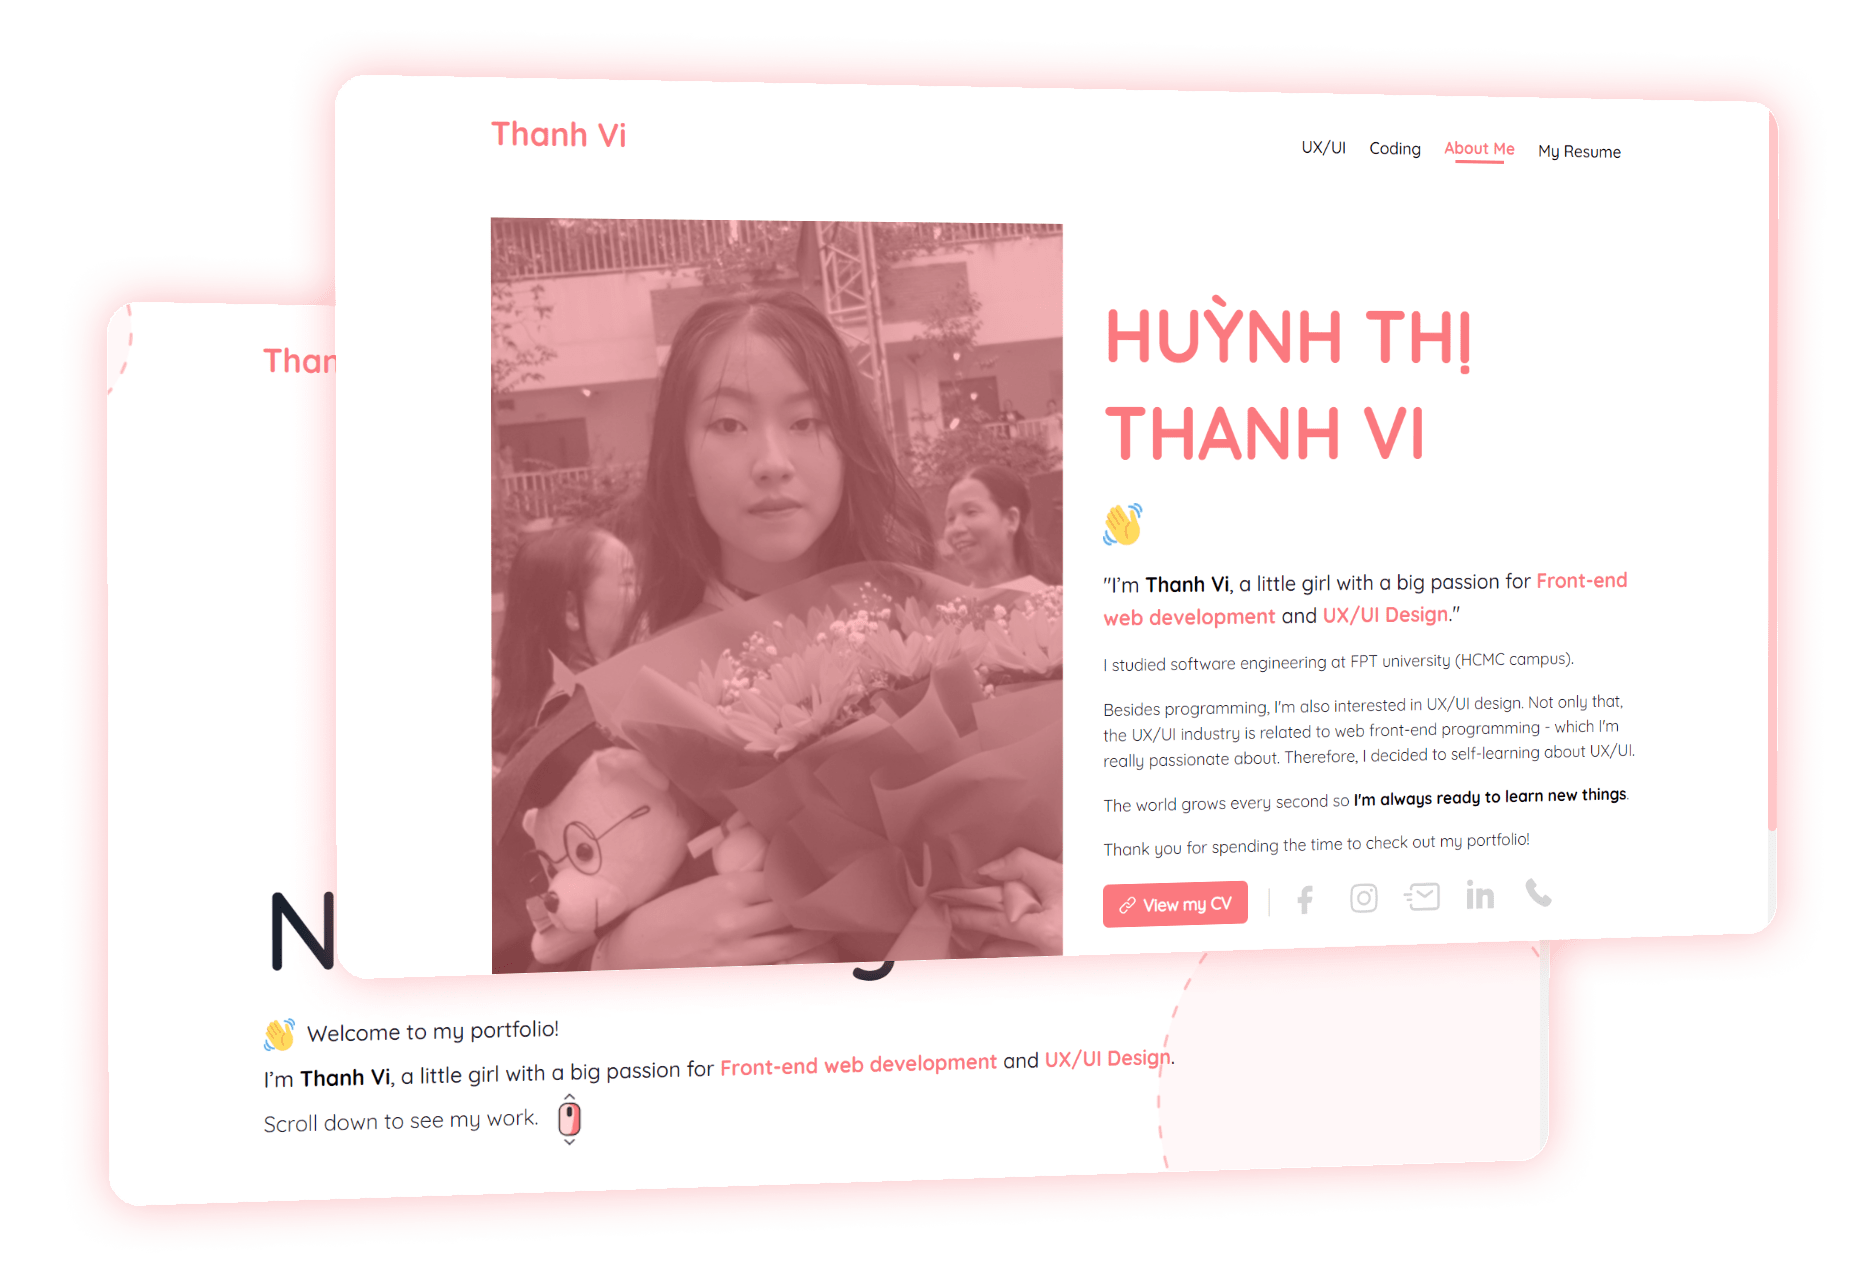 Thanh Vi
UX/UI Coding About Me My Resume
HUỲNH THỊ
THANH VI
"I'm Thanh Vi, a little girl with a big passion for Front-end
web development and UX/UI Design."
I studied software engineering at FPT university (HCMC campus).
Besides programming, I'm also interested in UX/UI design. Not only that,
the UX/UI industry is related to web front-end programming - which I'm
really passionate about. Therefore, I decided to self-learning about UX/UI.
The world grows every second so I'm always ready to learn new things.
Thank you for spending the time to check out my portfolio!
View my CV
Than
N
Welcome to my portfolio!
I'm Thanh Vi, a little girl with a big passion for Front-end web development and UX/UI Design.
Scroll down to see my work.